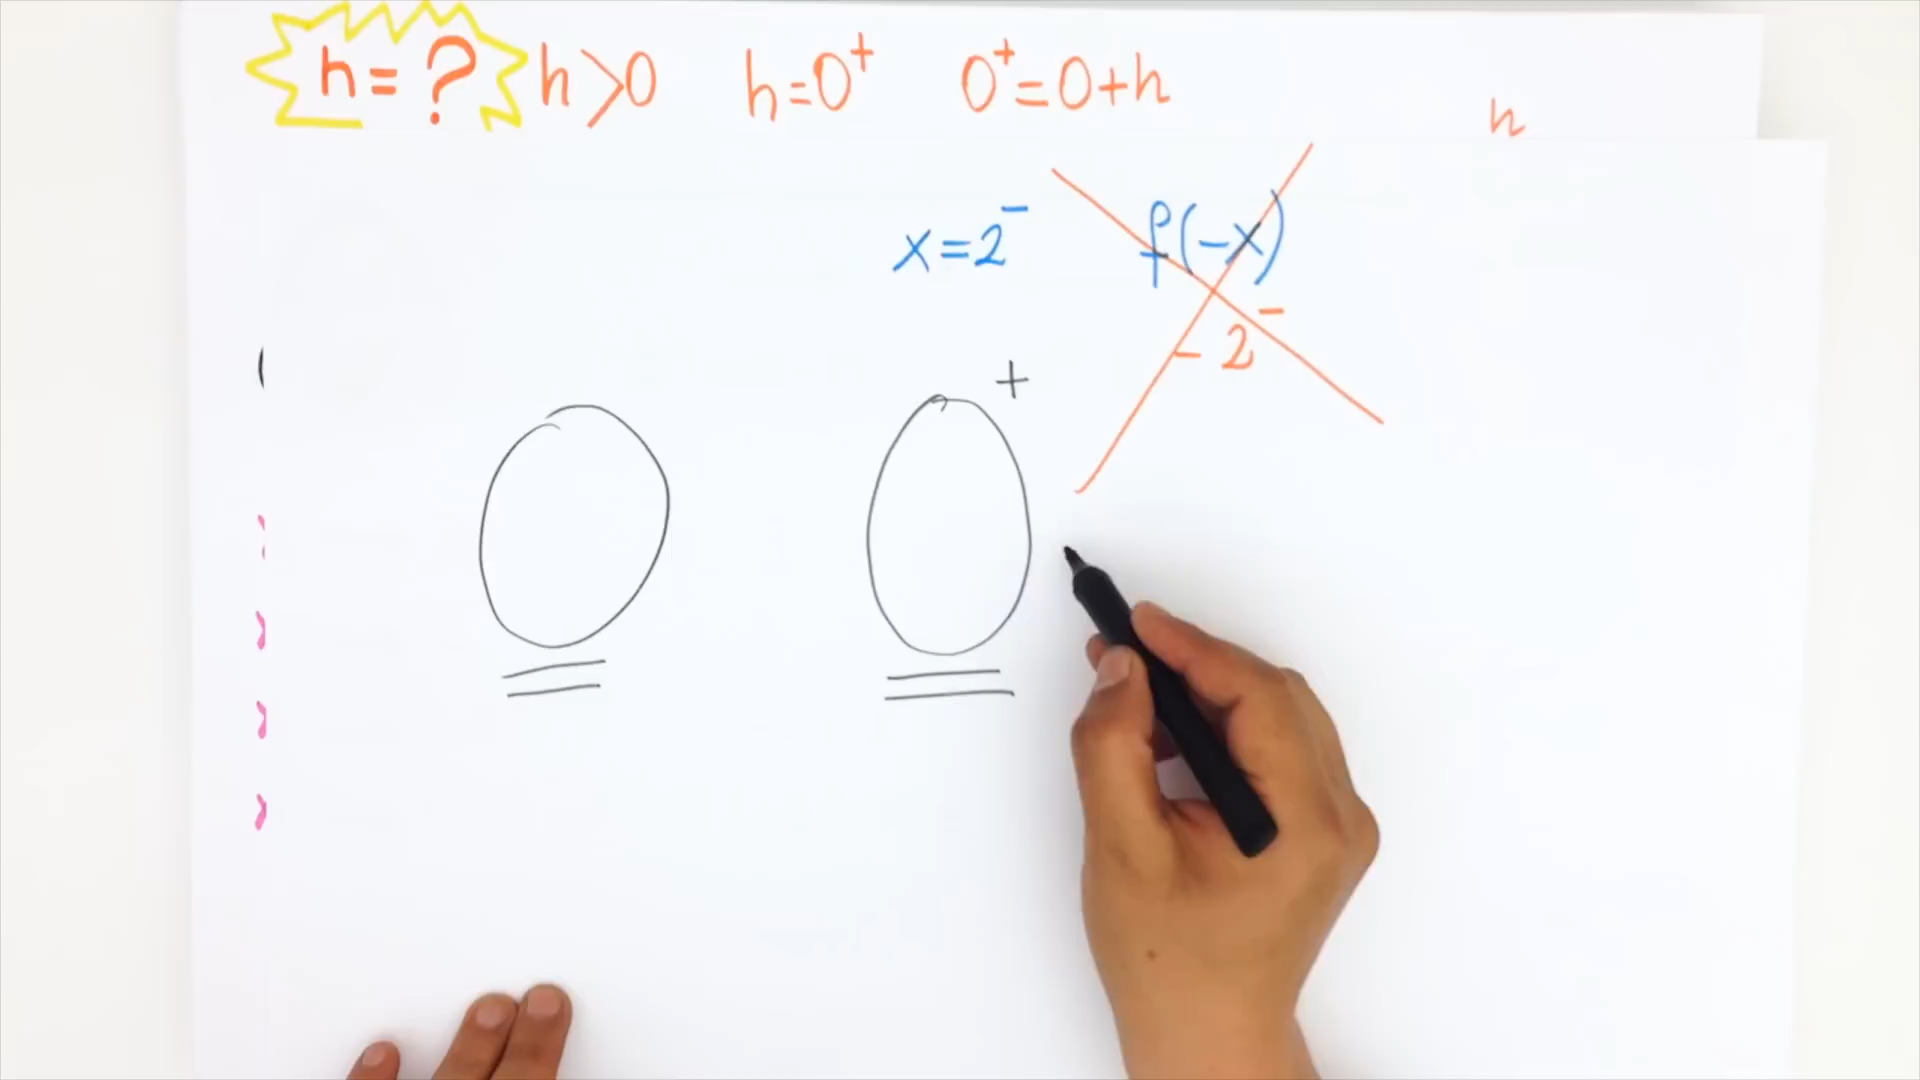 h=? h>0 h=0⁺ 0⁺=0+h
h
x=2⁻ f(-x)
-2⁻
+